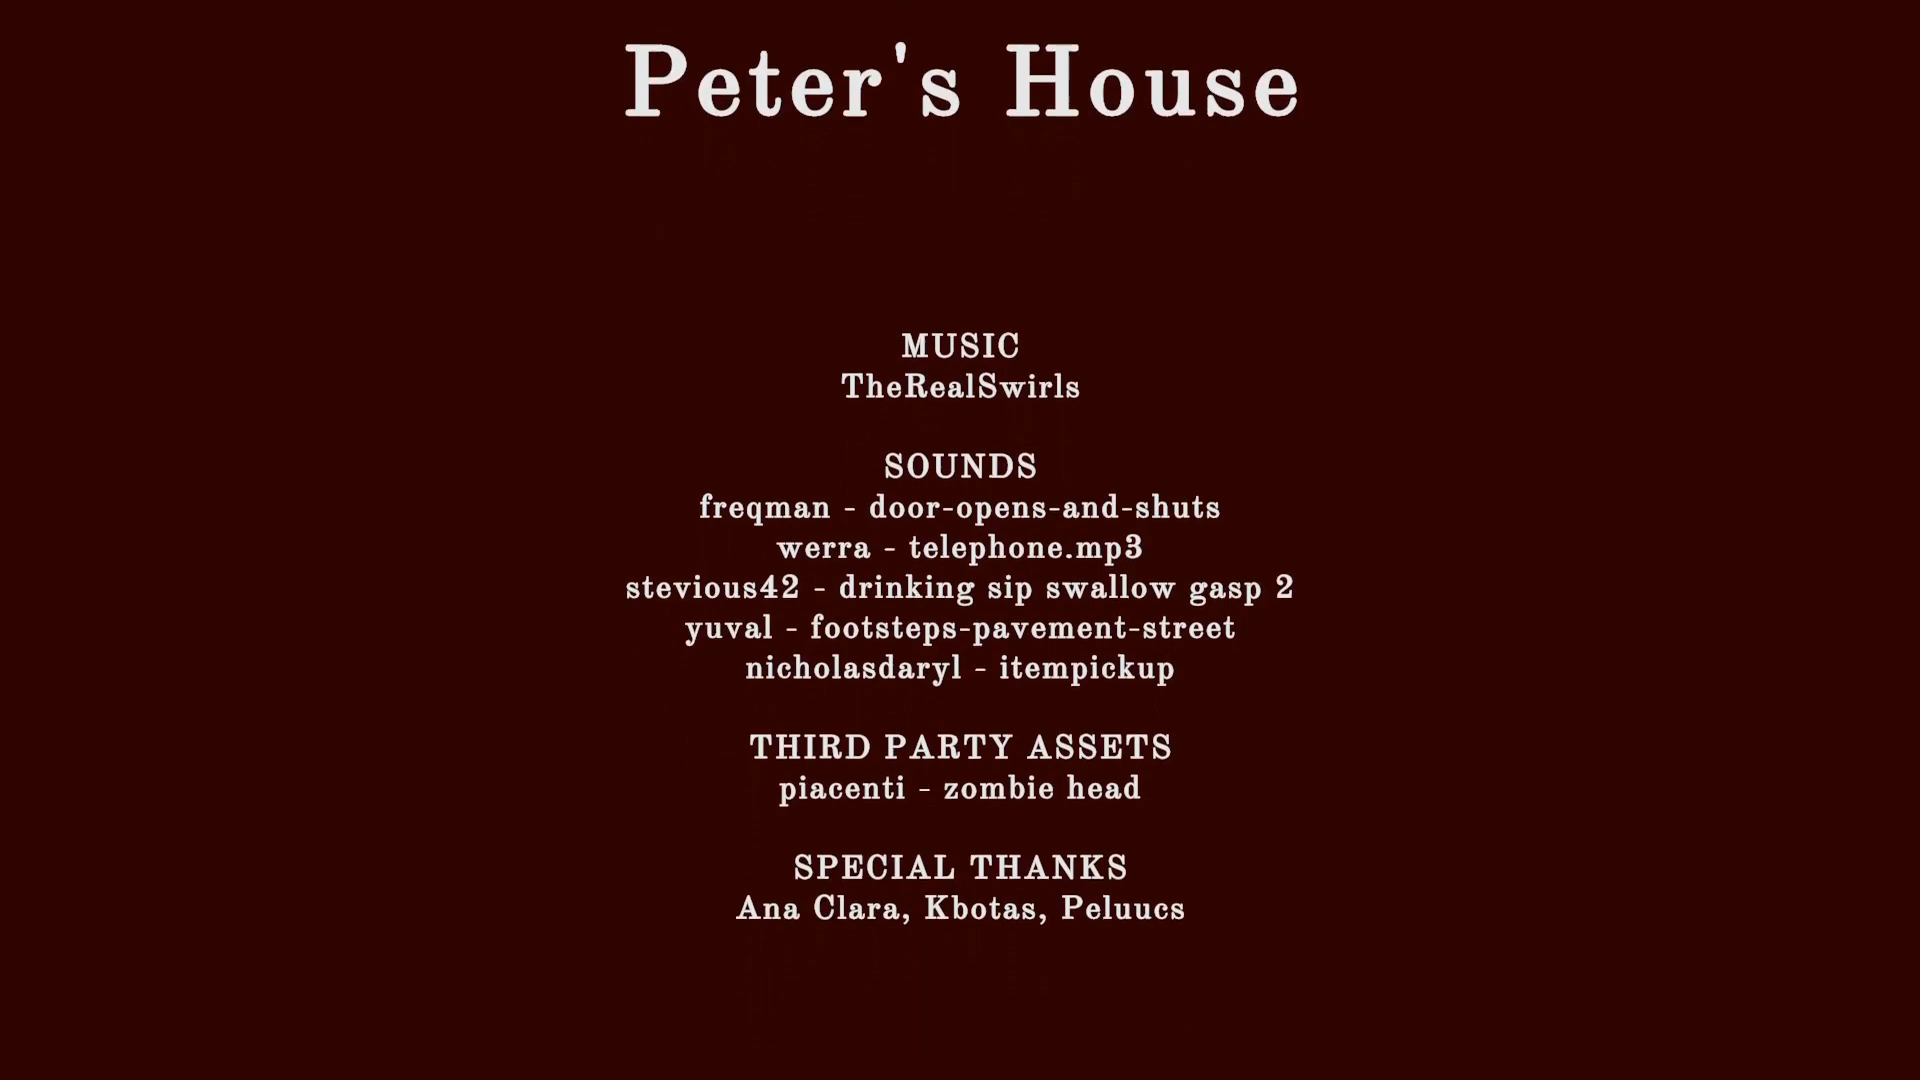 Peter's House
MUSIC
TheRealSwirls
SOUNDS
freqman - door-opens-and-shuts
werra - telephone.mp3
stevious42 - drinking sip swallow gasp 2
yuval - footsteps-pavement-street
nicholasdaryl - itempickup
THIRD PARTY ASSETS
piacenti - zombie head
SPECIAL THANKS
Ana Clara, Kbotas, Peluucs